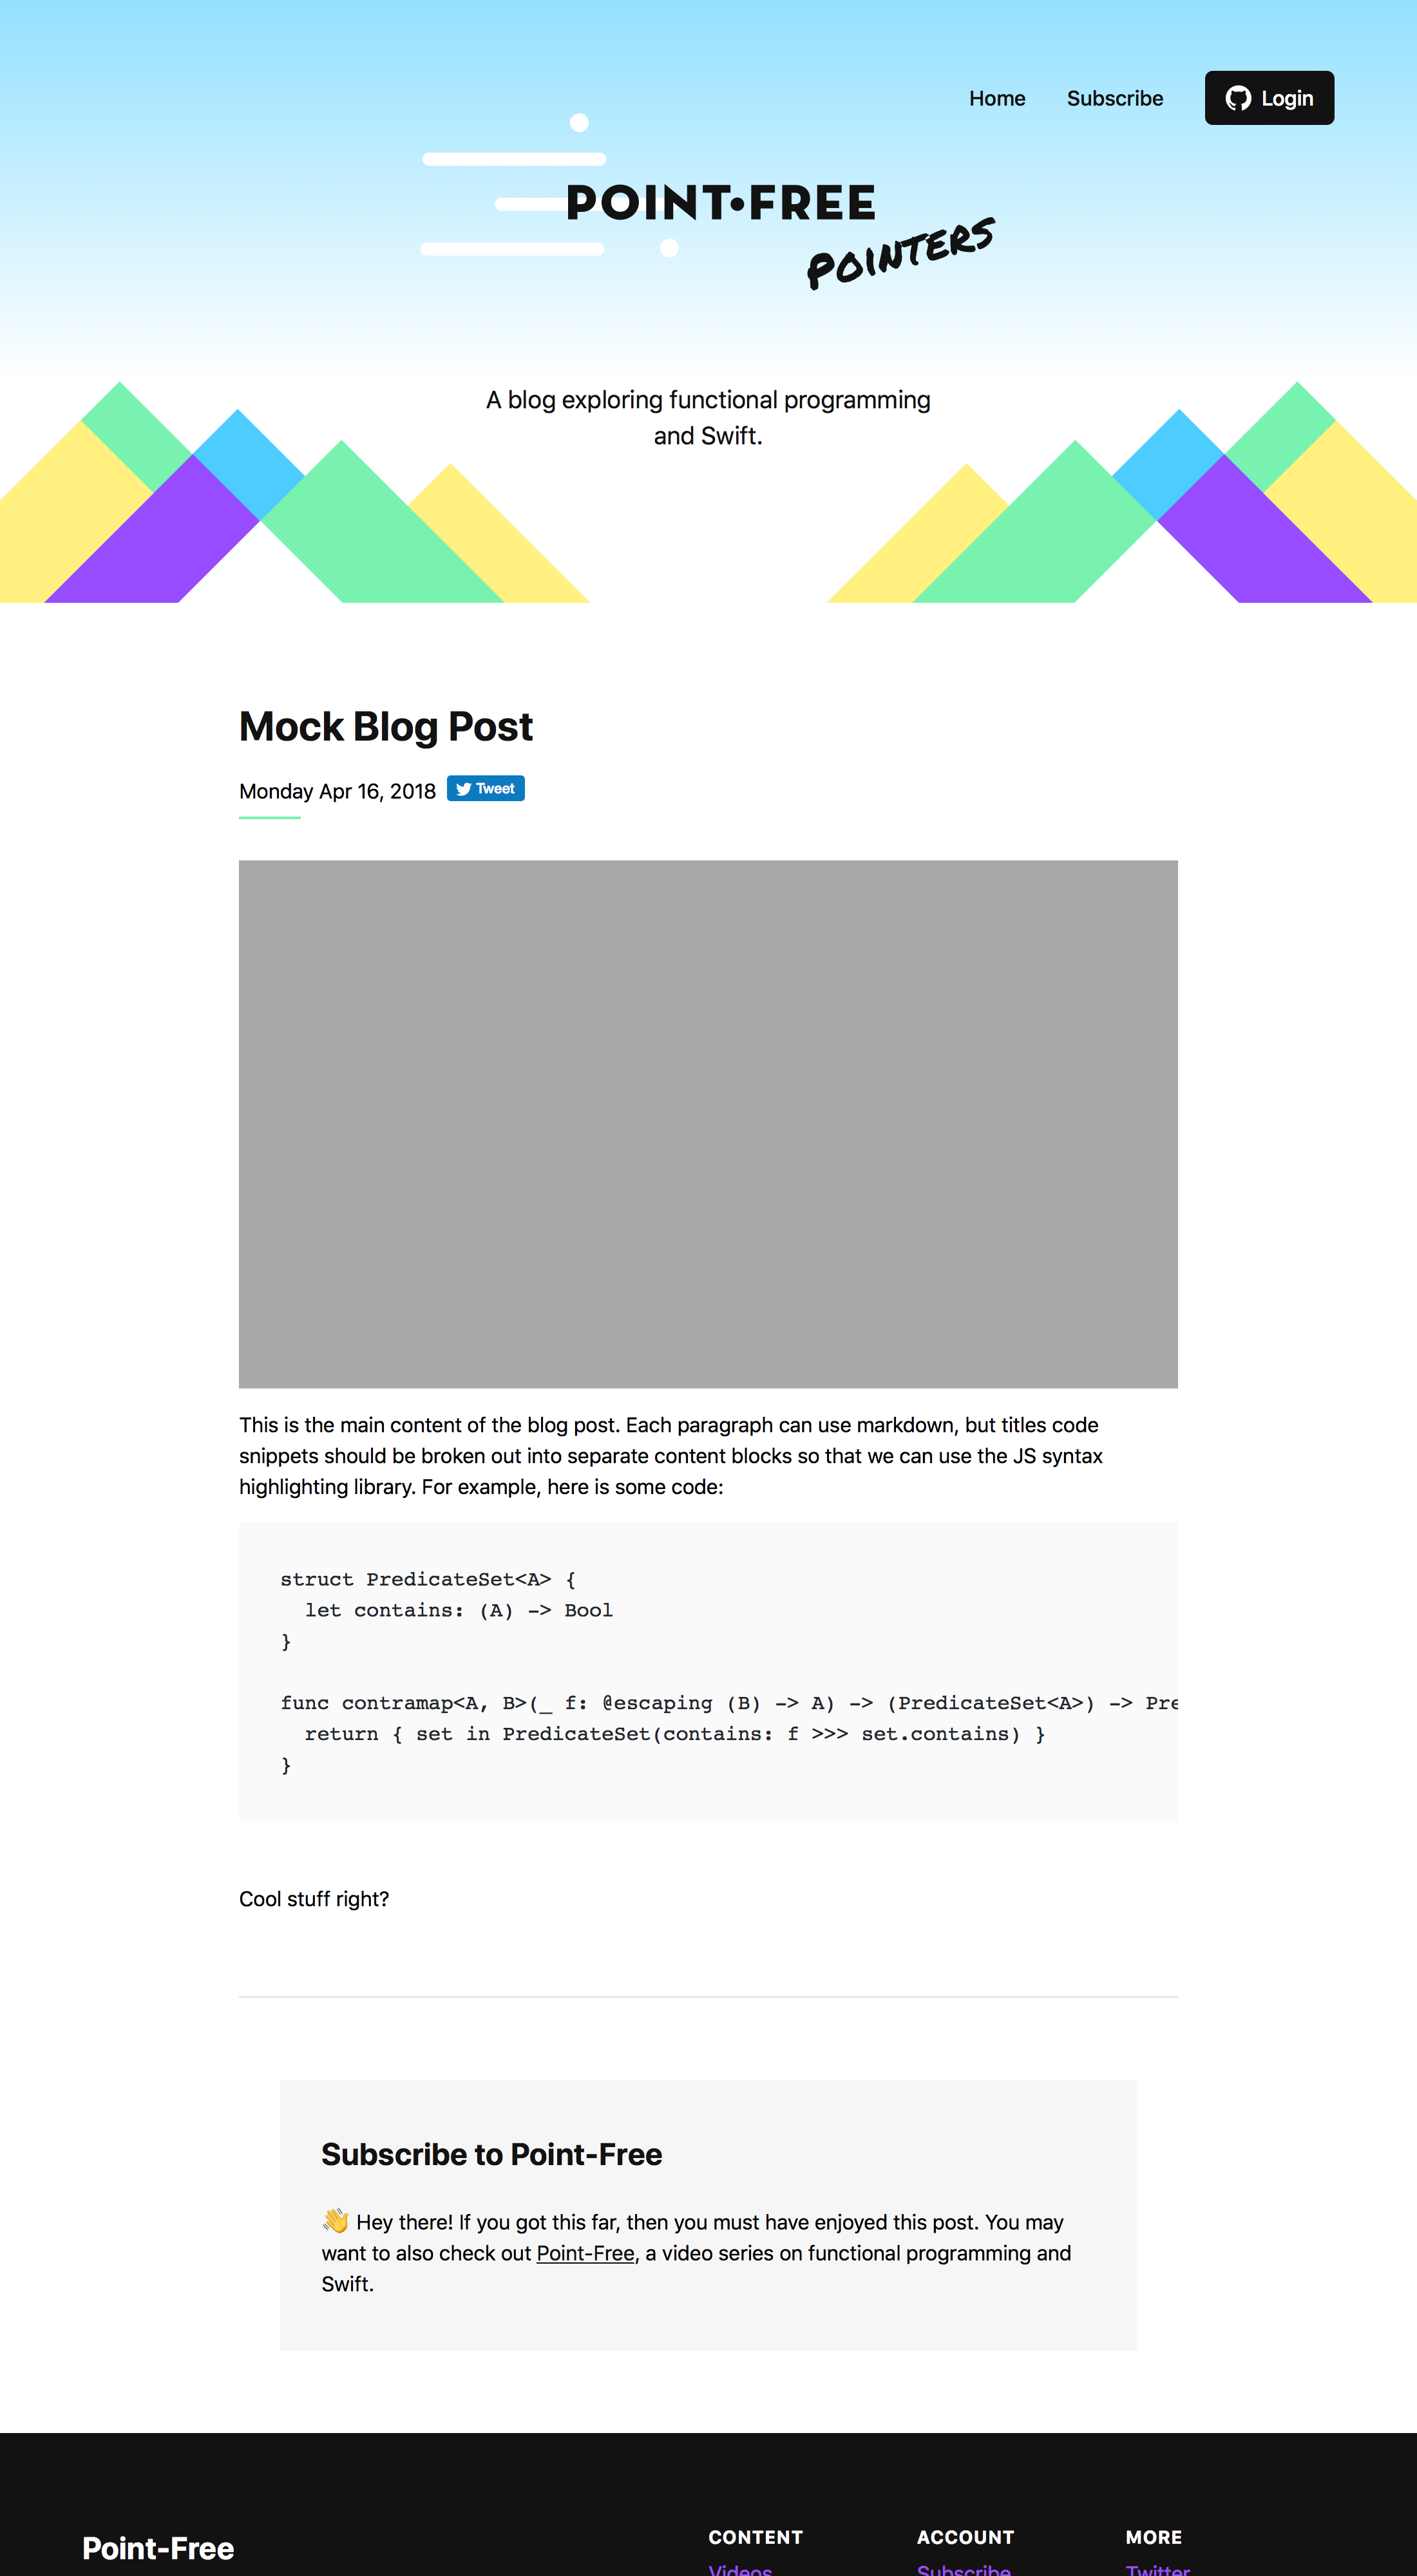 Home
Subscribe
Login
POINT•FREE
POINTERS
A blog exploring functional programming
and Swift.
Mock Blog Post
Monday Apr 16, 2018
Tweet
This is the main content of the blog post. Each paragraph can use markdown, but titles code
snippets should be broken out into separate content blocks so that we can use the JS syntax
highlighting library. For example, here is some code:
struct PredicateSet<A> {
  let contains: (A) -> Bool
}
func contramap<A, B>(_ f: @escaping (B) -> A) -> (PredicateSet<A>) -> Pre
  return { set in PredicateSet(contains: f >>> set.contains) }
}
Cool stuff right?
Subscribe to Point-Free
👋 Hey there! If you got this far, then you must have enjoyed this post. You may
want to also check out Point-Free, a video series on functional programming and
Swift.
Point-Free
CONTENT
ACCOUNT
MORE
Videos
Subscribe
Twitter